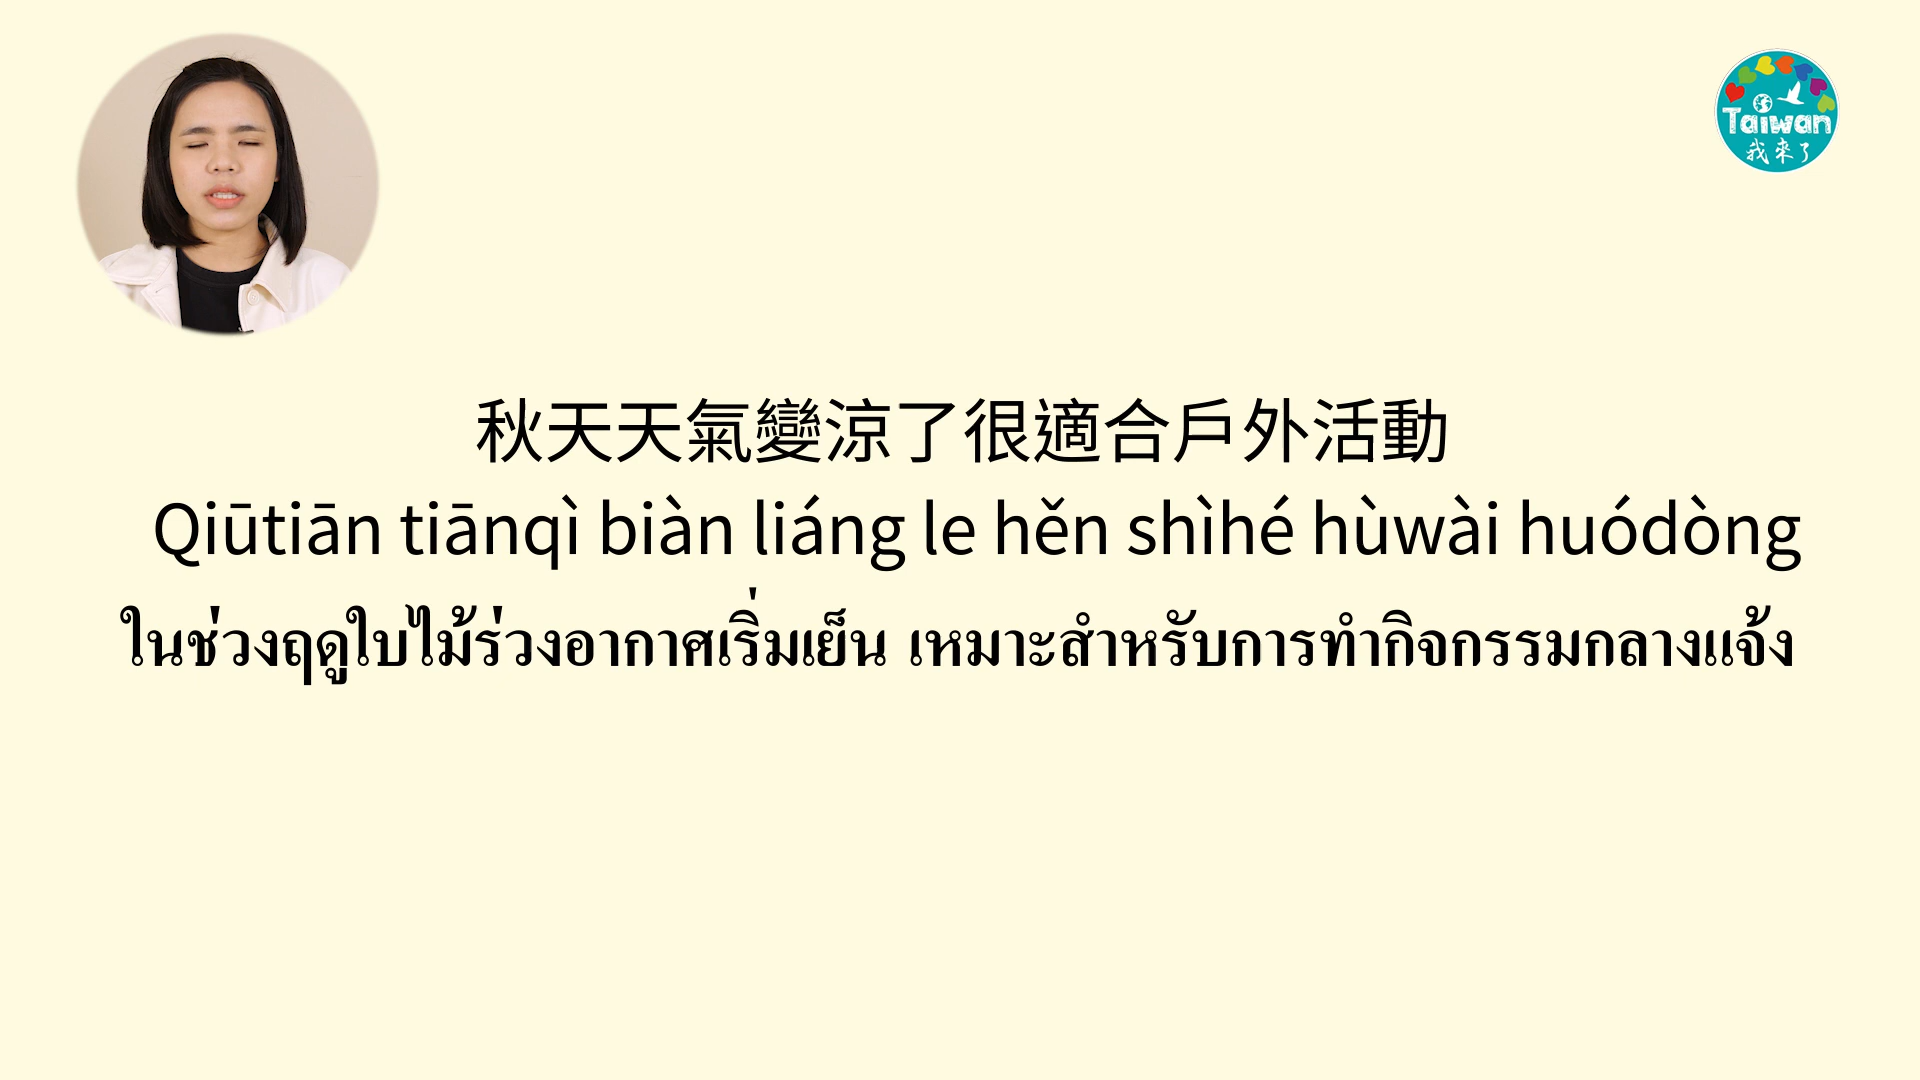 Taiwan
我來了
秋天天氣變涼了很適合戶外活動
Qiūtiān tiānqì biàn liáng le hěn shìhé hùwài huódòng
ในช่วงฤดูใบไม้ร่วงอากาศเริ่มเย็น เหมาะสำหรับการทำกิจกรรมกลางแจ้ง